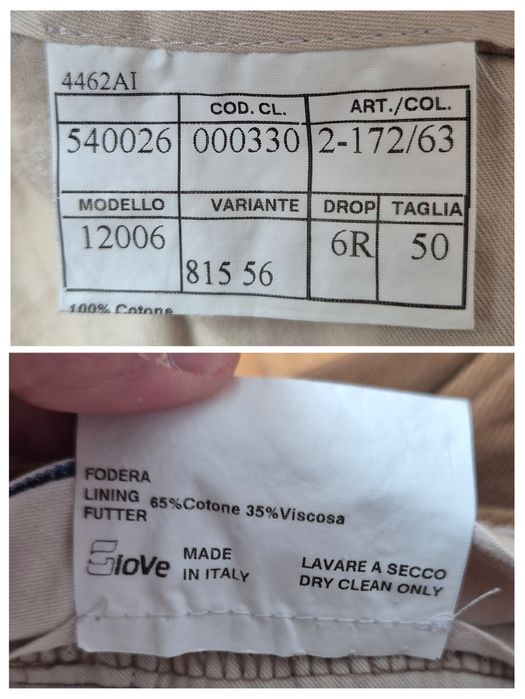 4462AI
COD. CL. ART./COL.
540026 000330 2-172/63
MODELLO VARIANTE DROP TAGLIA
12006 815 56 6R 50
100% Cotone
FODERA
LINING 65%Cotone 35%Viscosa
FUTTER
MADE LAVARE A SECCO
IN ITALY DRY CLEAN ONLY